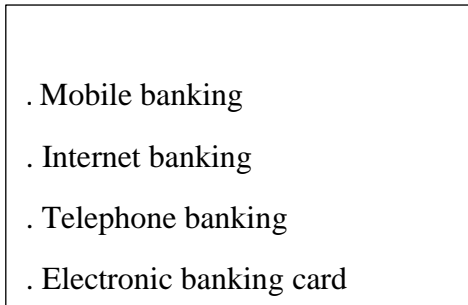 . Mobile banking
. Internet banking
. Telephone banking
. Electronic banking card